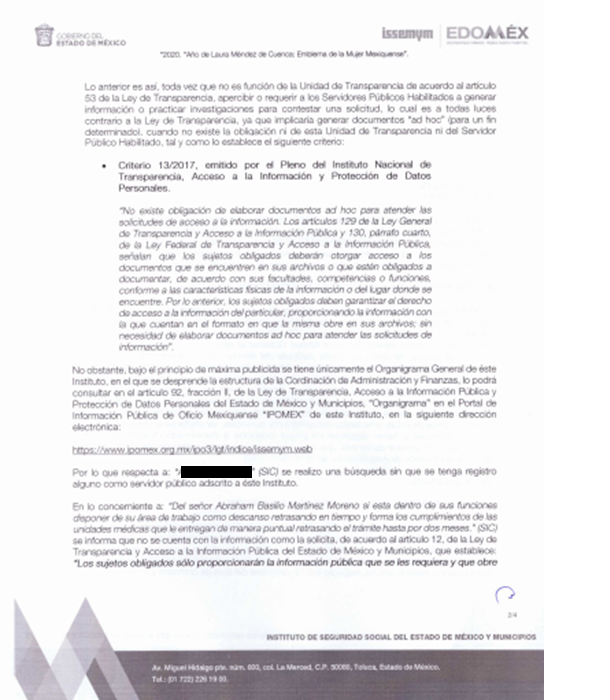 GOBIERNO DEL
ESTADO DE MÉXICO
issemym
EDOMÉX
"2020. "Año de Laura Méndez de Cuenca; Emblema de la Mujer Mexiquense".
Lo anterior es así, toda vez que no es función de la Unidad de Transparencia de acuerdo al artículo
53 de la Ley de Transparencia, apercibir o requerir a los Servidores Públicos Habilitados a generar
información o practicar investigaciones para contestar una solicitud, lo cual es a todas luces
contrario a la Ley de Transparencia, ya que implicaría generar documentos "ad hoc" (para un fin
determinado), cuando no existe la obligación ni de esta Unidad de Transparencia ni del Servidor
Público Habilitado, tal y como lo establece el siguiente criterio:
• Criterio 13/2017, emitido por el Pleno del Instituto Nacional de
Transparencia, Acceso a la Información y Protección de Datos
Personales.
"No existe obligación de elaborar documentos ad hoc para atender las
solicitudes de acceso a la información. Los artículos 129 de la Ley General
de Transparencia y Acceso a la Información Pública y 130, párrafo cuarto,
de la Ley Federal de Transparencia y Acceso a la Información Pública,
señalan que los sujetos obligados deberán otorgar acceso a los
documentos que se encuentren en sus archivos o que estén obligados a
documentar, de acuerdo con sus facultades, competencias o funciones,
conforme a las características físicas de la información o del lugar donde se
encuentre. Por lo anterior, los sujetos obligados deben garantizar el derecho
de acceso a la información del particular, proporcionando la información con
la que cuentan en el formato en que la misma obre en sus archivos; sin
necesidad de elaborar documentos ad hoc para atender las solicitudes de
información".
No obstante, bajo el principio de máxima publicidad se tiene únicamente el Organigrama General de éste
Instituto, en el que se desprende la estructura de la Cordinación de Administración y Finanzas, lo podrá
consultar en el artículo 92, fracción II, de la Ley de Transparencia, Acceso a la Información Pública y
Protección de Datos Personales del Estado de México y Municipios, "Organigrama" en el Portal de
Información Pública de Oficio Mexiquense "IPOMEX" de este Instituto, en la siguiente dirección
electrónica:
https://www.ipomex.org.mx/ipo3/lgt/indice/issemym.web
Por lo que respecta a: " " (SIC) se realizo una búsqueda sin que se tenga registro
alguno como servidor público adscrito a éste Instituto.
En lo concerniente a: "Del señor Abraham Basilio Martínez Moreno si esta dentro de sus funciones
disponer de su área de trabajo como descanso retrasando en tiempo y forma los cumplimientos de las
unidades médicas que le entregan de manera puntual retrasando el trámite hasta por dos meses." (SIC)
se informa que no se cuenta con la información como la solicita, de acuerdo al artículo 12, de la Ley de
Transparencia y Acceso a la Información Pública del Estado de México y Municipios, que establece:
"Los sujetos obligados sólo proporcionarán la información pública que se les requiera y que obre
2/4
INSTITUTO DE SEGURIDAD SOCIAL DEL ESTADO DE MÉXICO Y MUNICIPIOS
Av. Miguel Hidalgo pte. núm. 600, col. La Merced, C.P. 50080, Toluca, Estado de México.
Tel.: (01 722) 226 19 00.